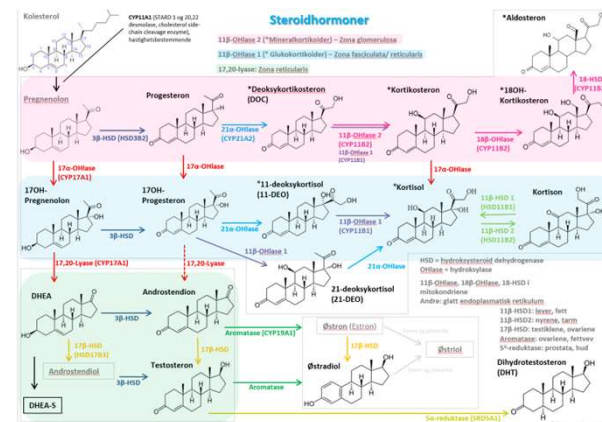 Steroidhormoner
Kolesterol
CYP11A1 (STARD 1 og 20,22
desmolase, cholesterol side-
chain cleavage enzyme),
hastighetsbestemmende
11β-OHlase 2 (*Mineralkortikoider) – Zona glomerulosa
11β-OHlase 1 (* Glukokortikoider) – Zona fasciculata/ reticularis
17,20-lyase: Zona reticularis
*Aldosteron
18-HSD
(CYP11B
Pregnenolon
Progesteron
*Deoksykortikosteron
(DOC)
*Kortikosteron
*18OH-
Kortikosteron
3β-HSD (HSD3B2)
21α-OHlase
(CYP21A2)
11β-OHlase 2
(CYP11B2)
11β-OHlase 1
(CYP11B1)
18β-OHlase
(CYP11B2)
17α-OHlase
(CYP17A1)
17α-OHlase
17α-OHlase
17OH-
Pregnenolon
17OH-
Progesteron
*11-deoksykortisol
(11-DEO)
*Kortisol
Kortison
3β-HSD
21α-OHlase
11β-OHlase 1
(CYP11B1)
11β-HSD 1
(HSD11B1)
11β-HSD 2
(HSD11B2)
17,20-Lyase (CYP17A1)
17,20-Lyase
11β-OHlase 1
21α-OHlase
21-deoksykortisol
(21-DEO)
HSD = hydroksysteroid dehydrogenase
OHlase = hydroksylase
11β-OHlase, 18β-OHlase, 18-HSD i
mitokondriene
Andre: glatt endoplasmatisk retikulum
11β-HSD1: lever, fett
11β-HSD2: nyrene, tarm
17β-HSD: testiklene, ovariene
Aromatase: ovariene, fettvev
5α-reduktase: prostata, hud
DHEA
Androstendion
3β-HSD
Aromatase (CYP19A1)
Østron (Estron)
17β-HSD
(HSD17B3)
17β-HSD
17β-HSD
Østriol
Androstendiol
Testosteron
3β-HSD
Østradiol
Aromatase
DHEA-S
Dihydrotestosteron
(DHT)
5α-reduktase (SRD5A1)